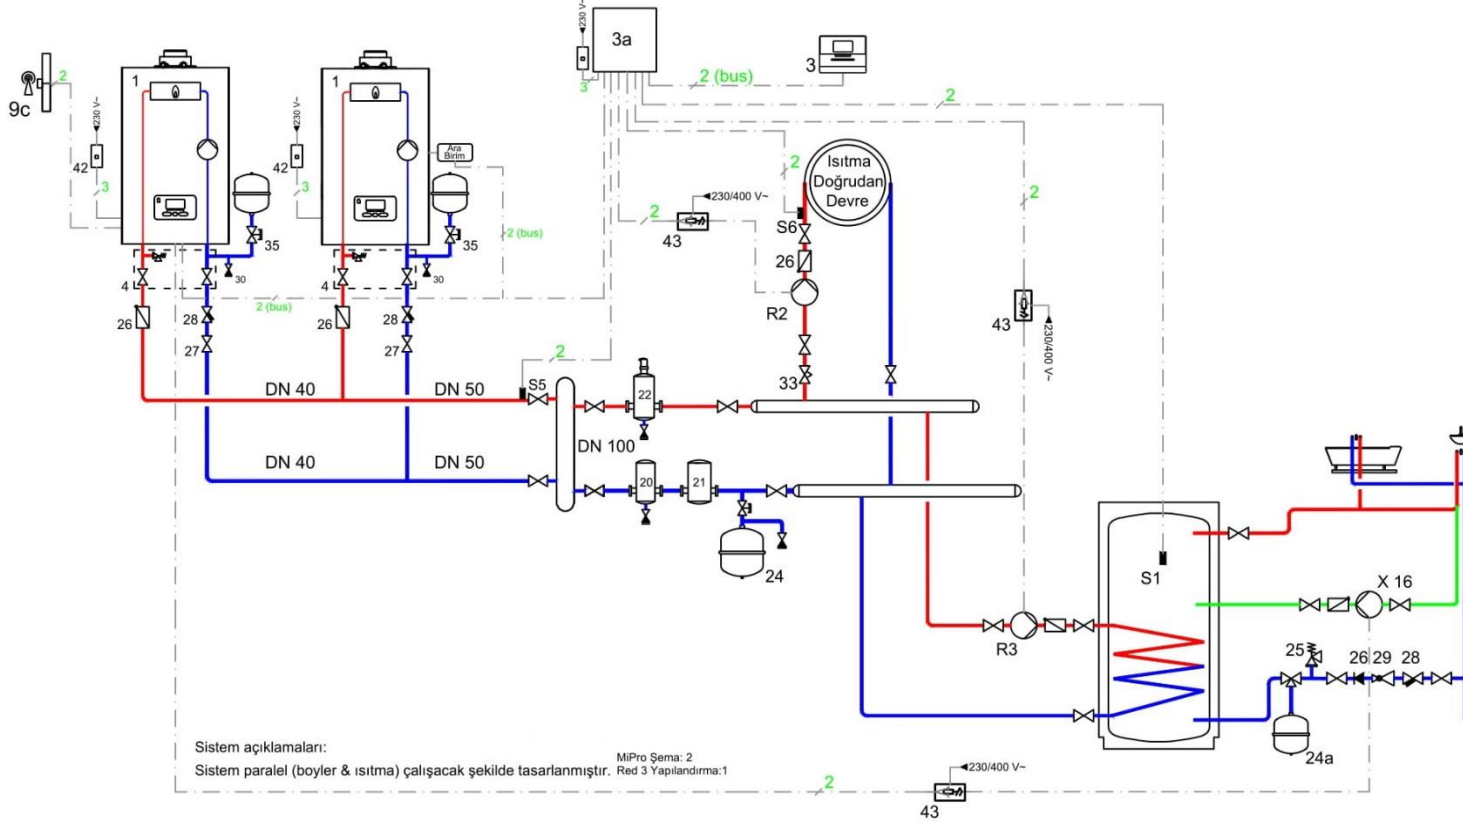 230 V~
3a
3
3
2 (bus)
2
9c
2
1
1
230 V~
230 V~
42
42
3
3
Ara
Birim
35
35
2 (bus)
2 (bus)
4
4
30
30
26
26
28
28
27
27
DN 40
DN 50
DN 40
DN 50
2
S5
DN 100
22
20
21
24
2
230/400 V~
43
2
S6
26
R2
33
Isıtma
Doğrudan
Devre
2
43
230/400 V~
R3
S1
X 16
25
26
29
28
24a
Sistem açıklamaları:
Sistem paralel (boyler & ısıtma) çalışacak şekilde tasarlanmıştır.
MiPro Şema: 2
Red 3 Yapılandırma:1
2
230/400 V~
43